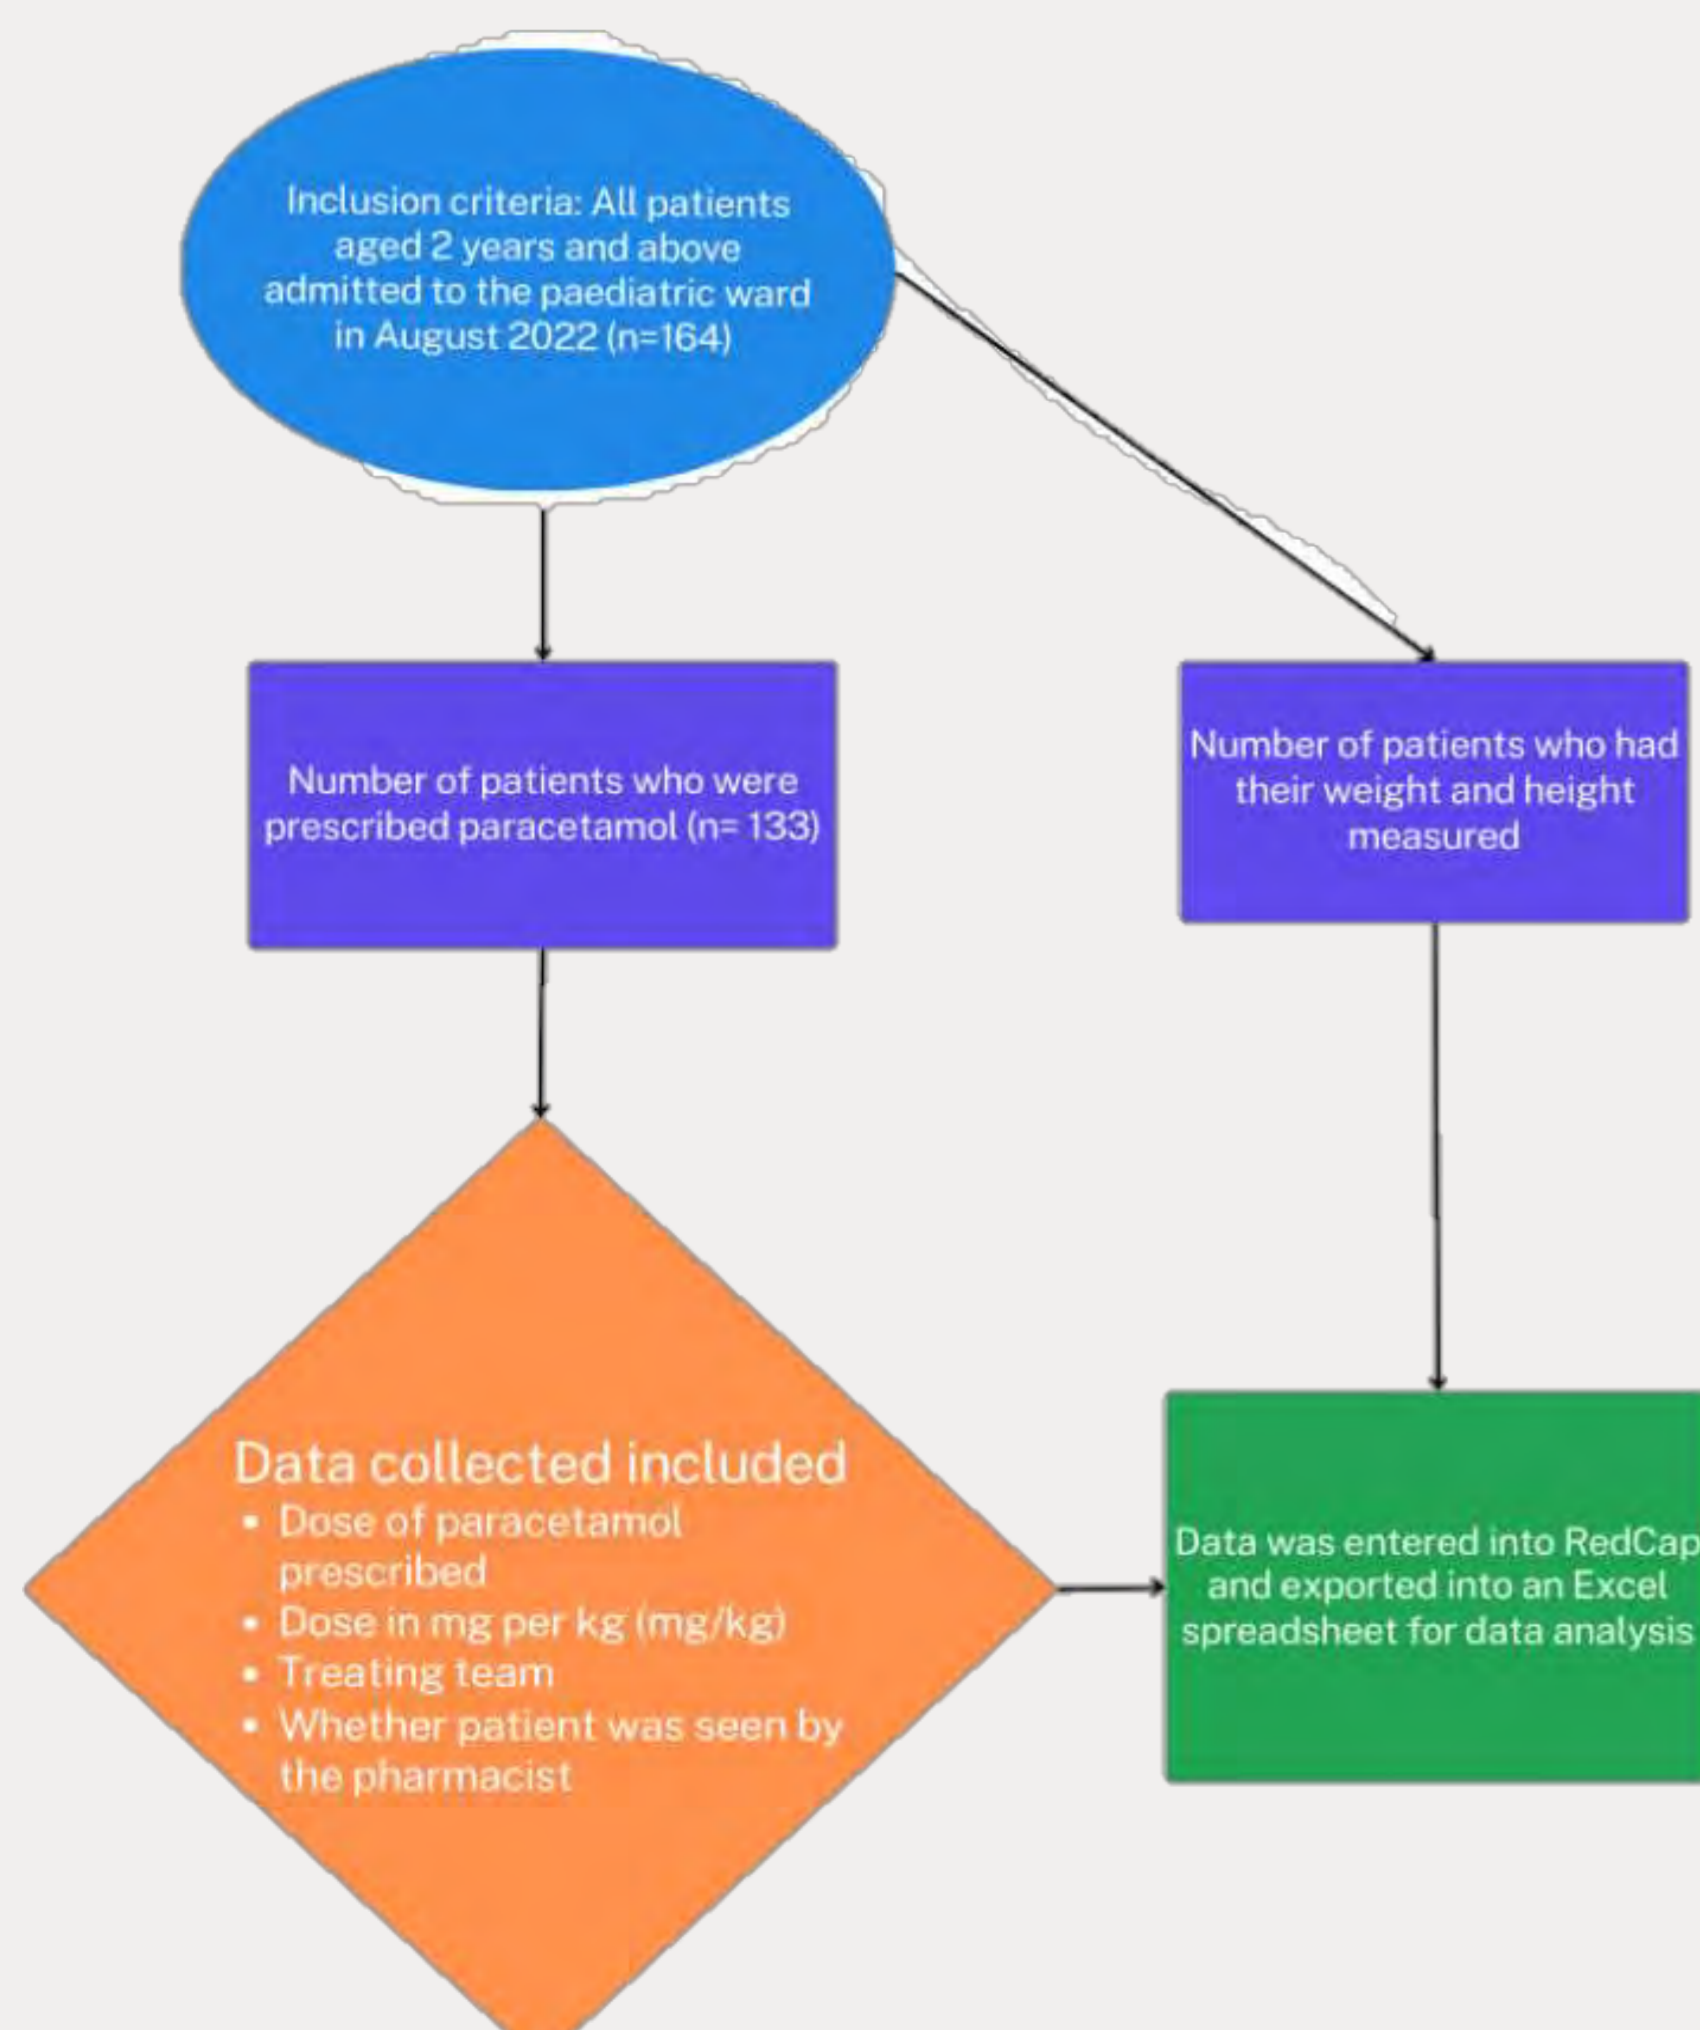 Inclusion criteria: All patients
aged 2 years and above
admitted to the paediatric ward
in August 2022 (n=164)
Number of patients who were
prescribed paracetamol (n= 133)
Number of patients who had
their weight and height
measured
Data collected included
• Dose of paracetamol
prescribed
• Dose in mg per kg (mg/kg)
• Treating team
• Whether patient was seen by
the pharmacist
Data was entered into RedCap
and exported into an Excel
spreadsheet for data analysis